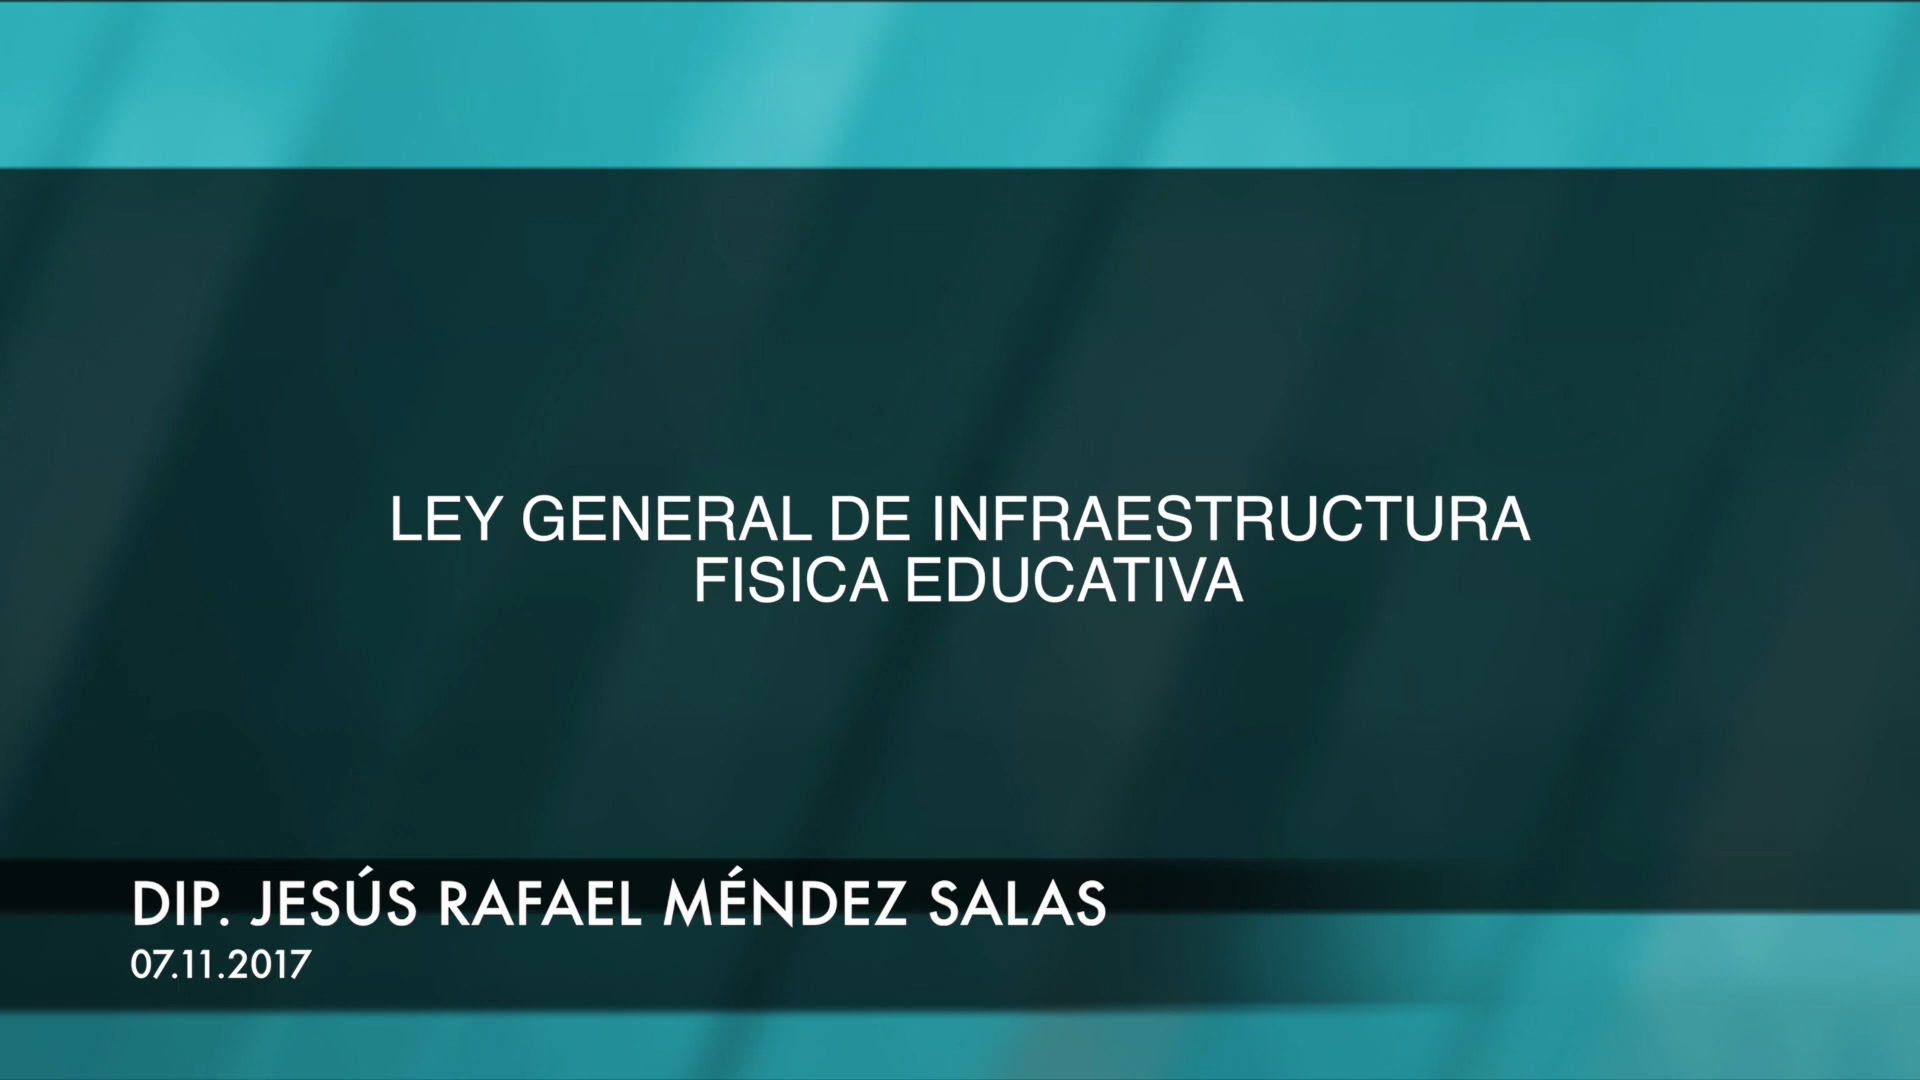 LEY GENERAL DE INFRAESTRUCTURA
FISICA EDUCATIVA
DIP. JESÚS RAFAEL MÉNDEZ SALAS
07.11.2017